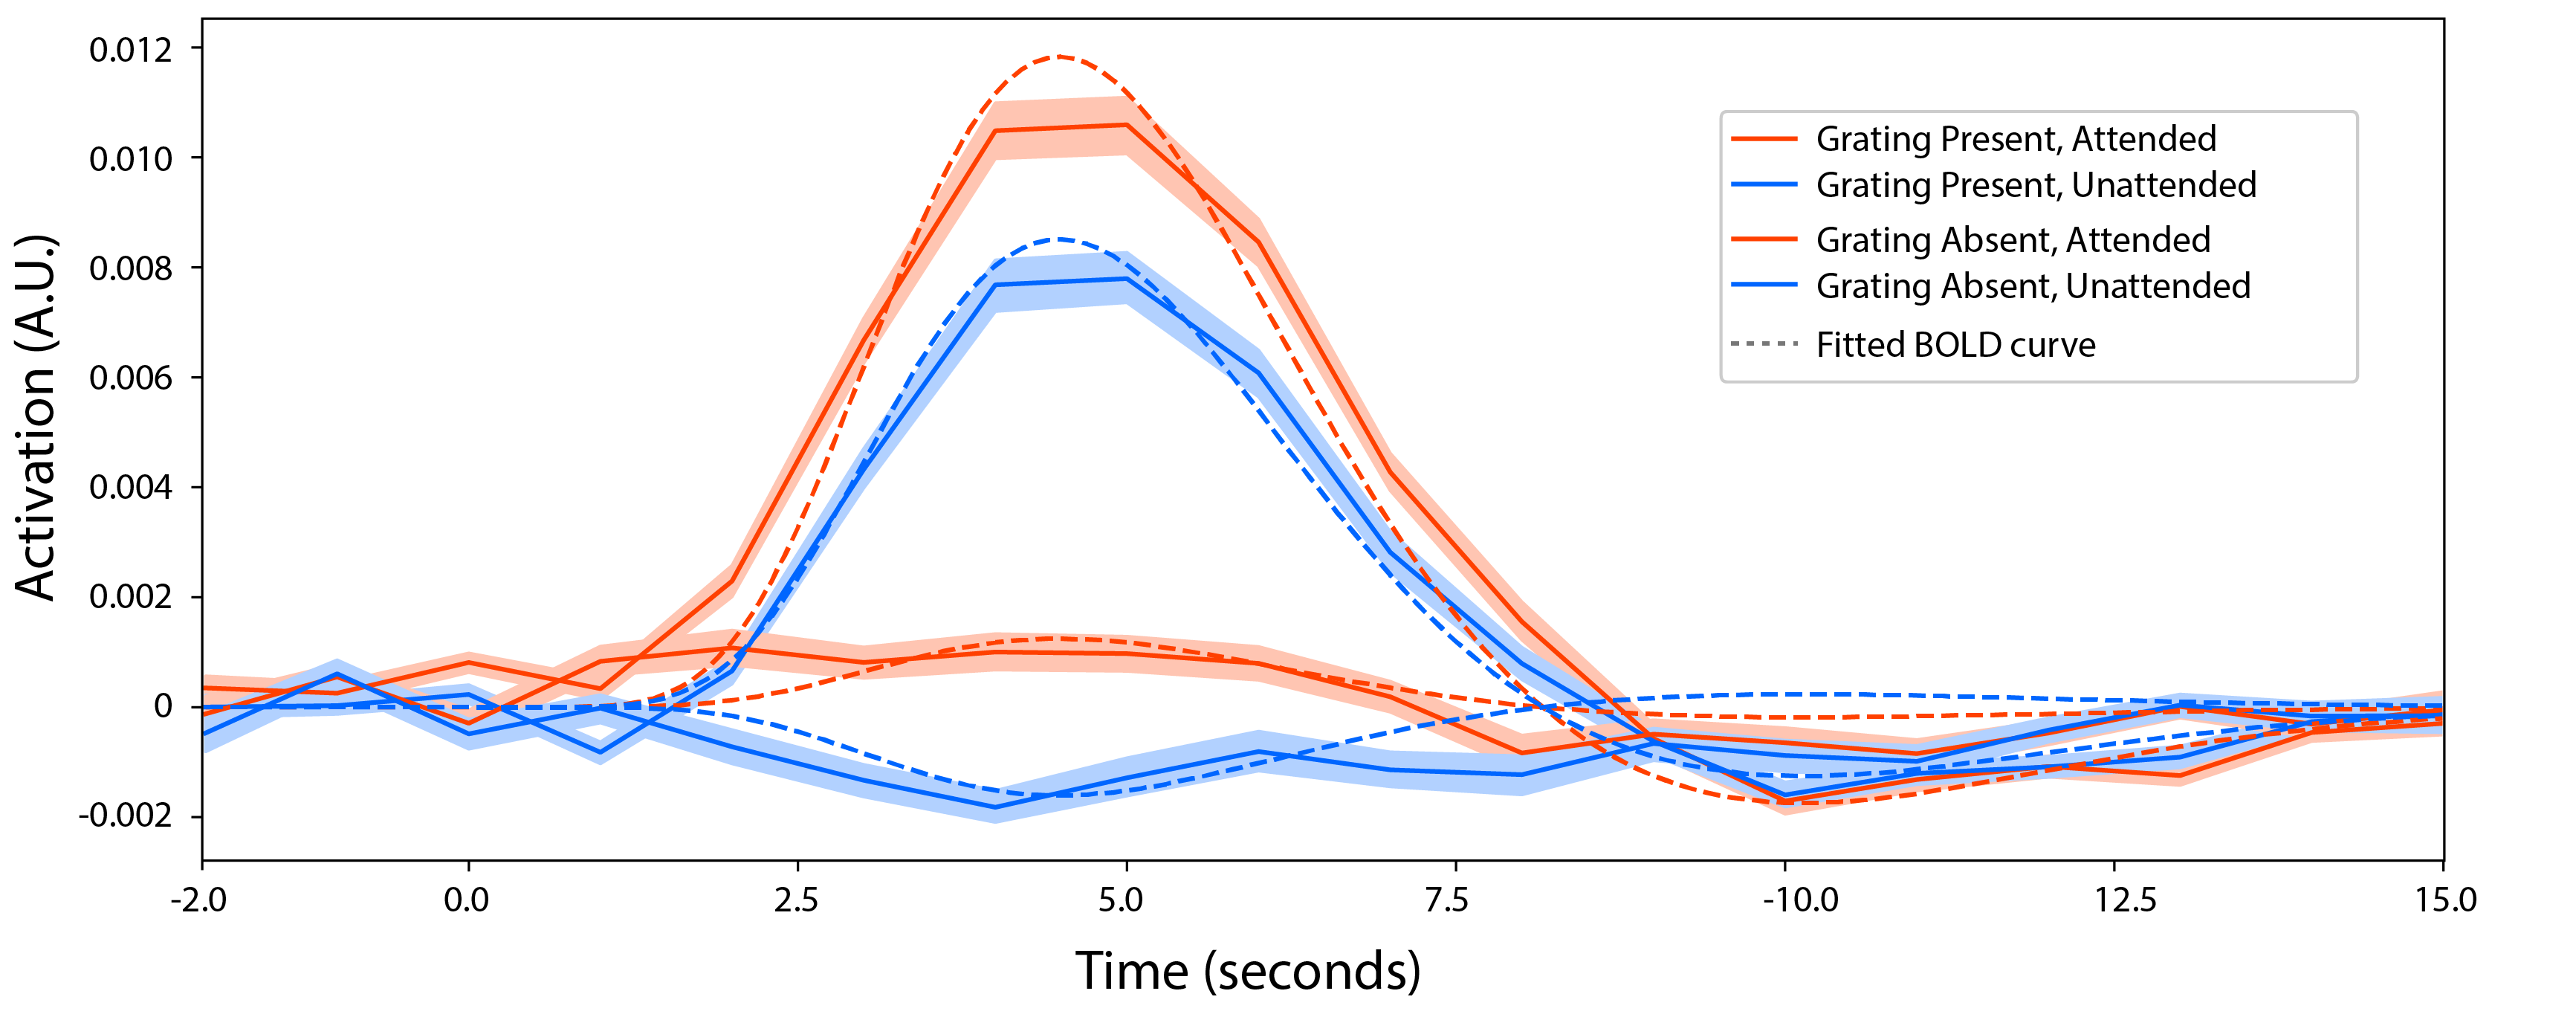 Activation (A.U.)
0.012
0.010
0.008
0.006
0.004
0.002
0
-0.002
Grating Present, Attended
Grating Present, Unattended
Grating Absent, Attended
Grating Absent, Unattended
Fitted BOLD curve
-2.0 0.0 2.5 5.0 7.5 -10.0 12.5 15.0
Time (seconds)